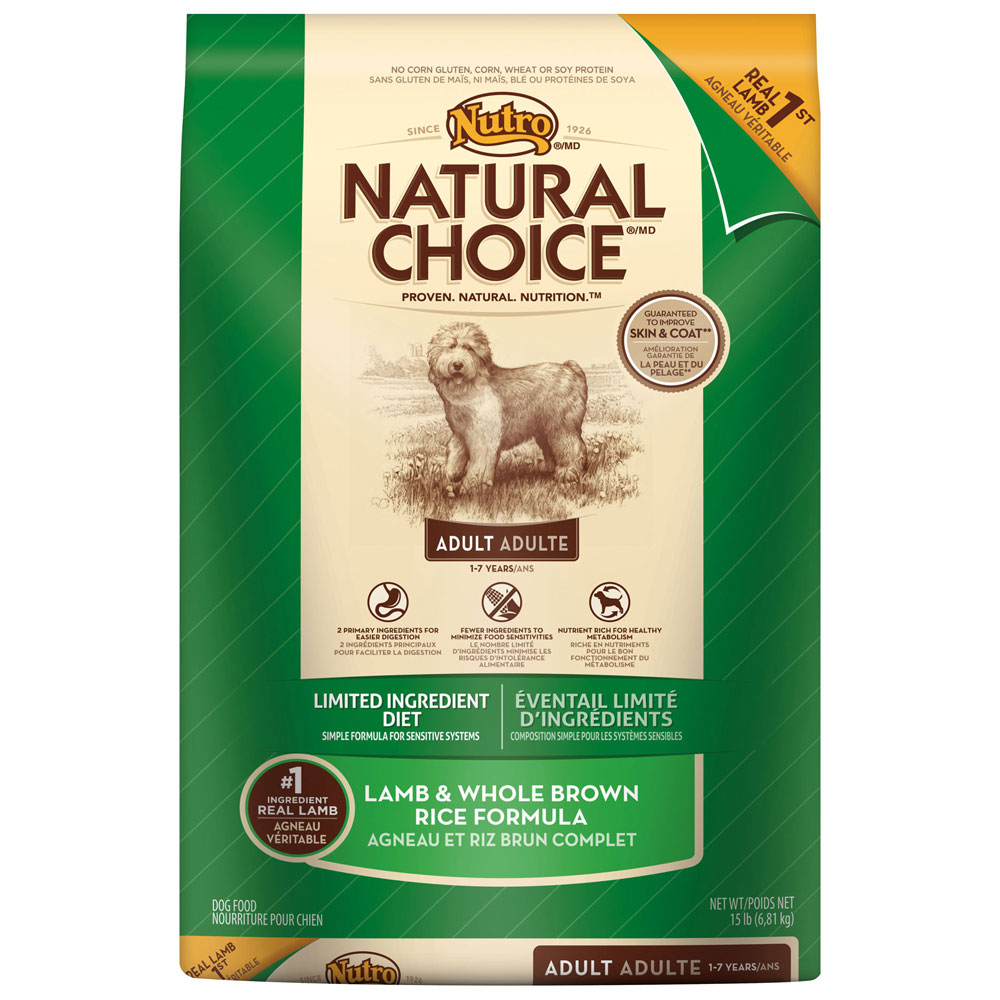 NO CORN GLUTEN, CORN, WHEAT OR SOY PROTEIN
SANS GLUTEN DE MAÏS, NI MAÏS, BLÉ OU PROTÉINES DE SOYA
REAL
LAMB 1ST
AGNEAU VÉRITABLE
SINCE Nutro ®/MD 1926
NATURAL
CHOICE ®/MD
PROVEN. NATURAL. NUTRITION.™
GUARANTEED
TO IMPROVE
SKIN & COAT**
AMÉLIORATION
GARANTIE DE
LA PEAU ET DU
PELAGE**
ADULT ADULTE
1-7 YEARS/ANS
2 PRIMARY INGREDIENTS FOR
EASIER DIGESTION
2 INGRÉDIENTS PRINCIPAUX
POUR FACILITER LA DIGESTION
FEWER INGREDIENTS TO
MINIMIZE FOOD SENSITIVITIES
LE NOMBRE LIMITÉ
D'INGRÉDIENTS MINIMISE LES
RISQUES D'INTOLÉRANCE
ALIMENTAIRE
NUTRIENT RICH FOR HEALTHY
METABOLISM
RICHE EN NUTRIMENTS
POUR LE BON
FONCTIONNEMENT DU
MÉTABOLISME
LIMITED INGREDIENT
DIET
SIMPLE FORMULA FOR SENSITIVE SYSTEMS
ÉVENTAIL LIMITÉ
D'INGRÉDIENTS
COMPOSITION SIMPLE POUR LES SYSTÈMES SENSIBLES
#1
INGREDIENT
REAL LAMB
AGNEAU
VÉRITABLE
LAMB & WHOLE BROWN
RICE FORMULA
AGNEAU ET RIZ BRUN COMPLET
DOG FOOD
NOURRITURE POUR CHIEN
NET WT/POIDS NET
15 lb (6,81 kg)
REAL LAMB
1ST
SINCE Nutro 1926
ADULT ADULTE 1-7 YEARS/ANS